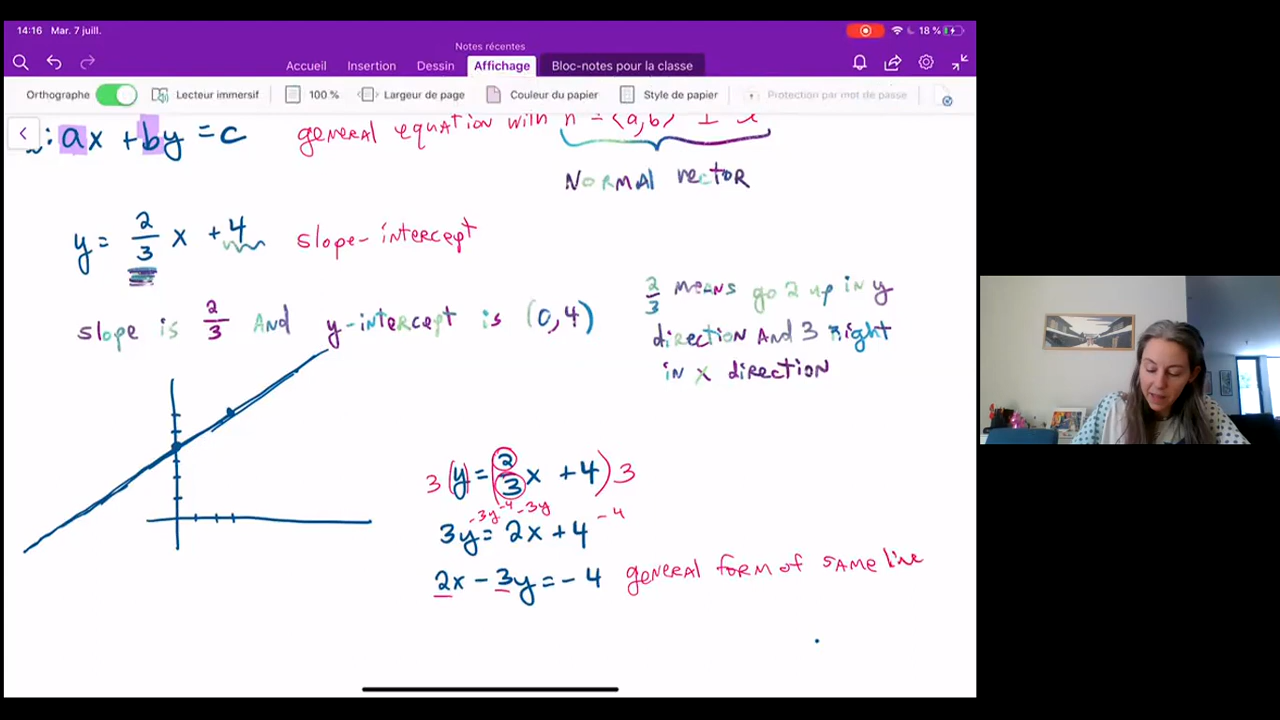 14:16 Mar. 7 juill. 18 %
Notes récentes
Accueil Insertion Dessin Affichage Bloc-notes pour la classe
Orthographe Lecteur immersif 100 % Largeur de page Couleur du papier Style de papier Protection par mot de passe
: ax + by = c general equation with n = (a,b) ⊥
Normal vector
y = 2/3 x + 4 slope-intercept
slope is 2/3 and y-intercept is (0,4)
2/3 means go 2 up in y
direction and 3 right
in x direction
3 (y = 2/3 x + 4) 3
-3y -4 -3y
3y = 2x + 4 -4
2x - 3y = -4 general form of same line